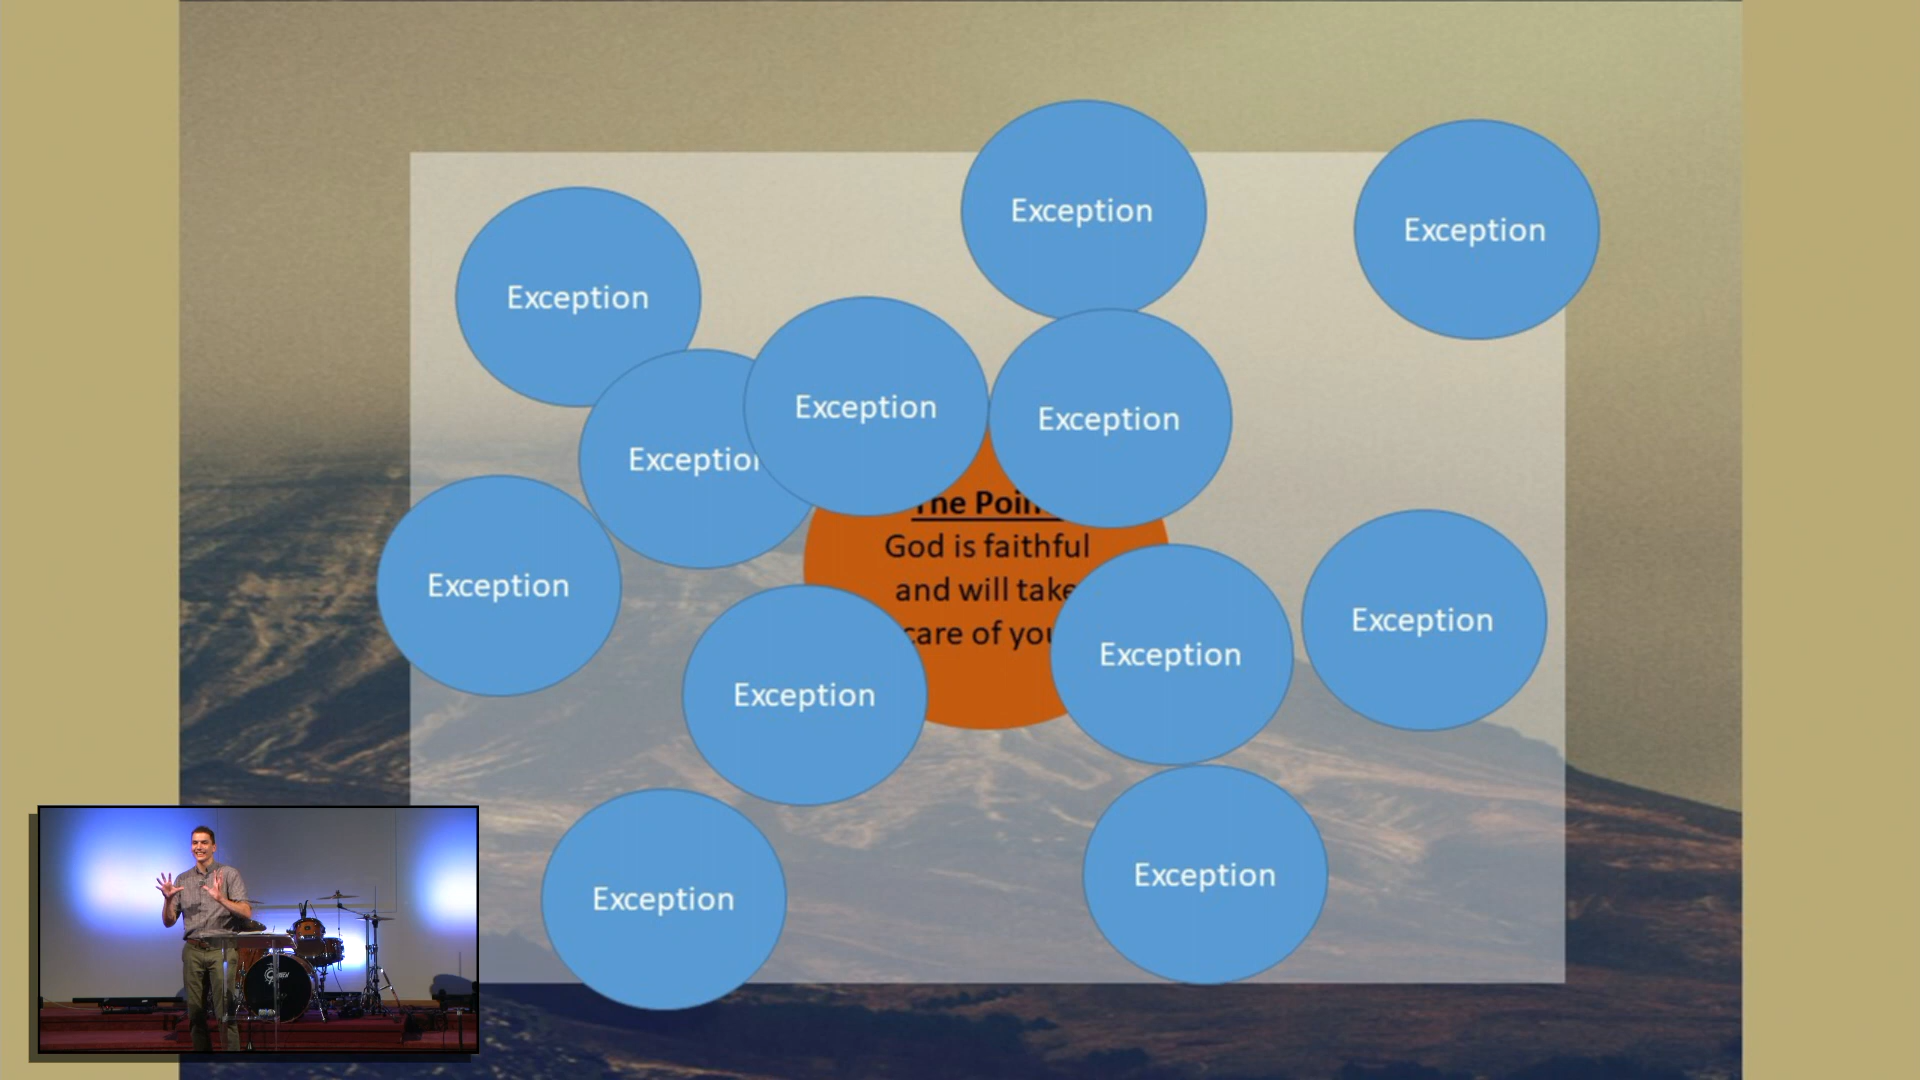 Exception
Exception
Exception
Exception
Exception
Exception
Exception
The Point
God is faithful
and will take
care of you
Exception
Exception
Exception
Exception
Exception
Exception